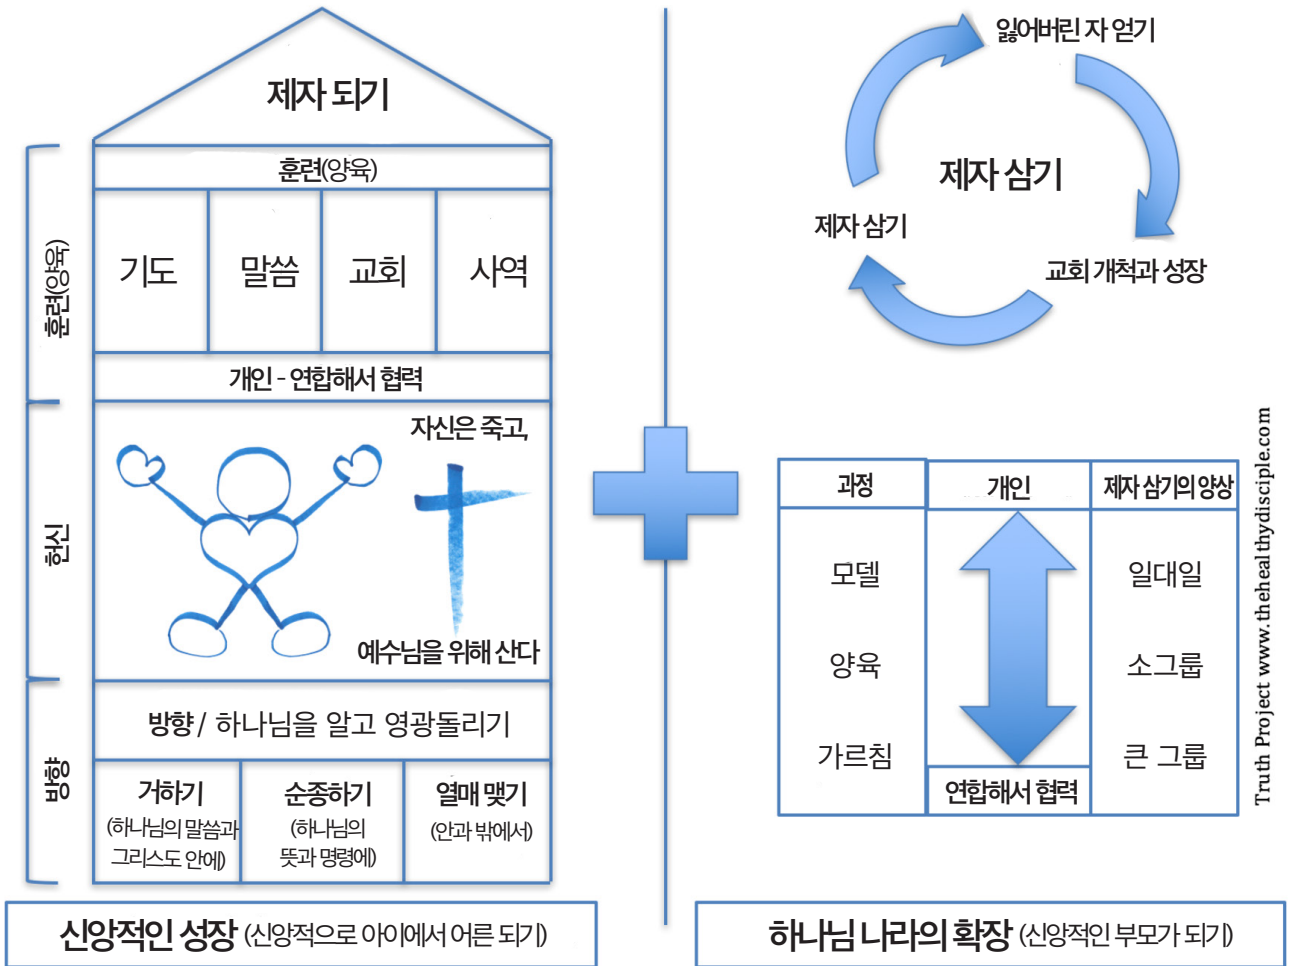 제자 되기
훈련(양육)
기도 말씀 교회 사역
개인 - 연합해서 협력
훈련(양육)
자신은 죽고,
예수님을 위해 산다
헌신
방향 / 하나님을 알고 영광돌리기
거하기
(하나님의 말씀과
그리스도 안에)
순종하기
(하나님의
뜻과 명령에)
열매 맺기
(안과 밖에서)
방향
신앙적인 성장 (신앙적으로 아이에서 어른 되기)
잃어버린 자 얻기
제자 삼기
제자 삼기
교회 개척과 성장
과정 개인 제자 삼기의 양상
모델 일대일
양육 소그룹
가르침 큰 그룹
연합해서 협력
Truth Project www.thehealthydisciple.com
하나님 나라의 확장 (신앙적인 부모가 되기)